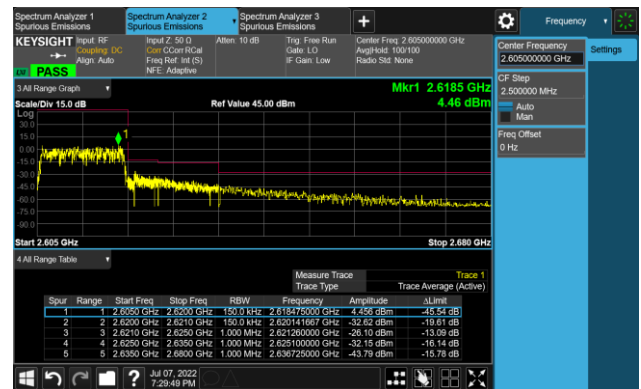 Spectrum Analyzer 1
Spurious Emissions
Spectrum Analyzer 2
Spurious Emissions
Spectrum Analyzer 3
Spurious Emissions
Frequency
KEYSIGHT
Input: RF
Coupling: DC
Align: Auto
Input Z: 50 Ω
Corr CCorr RCal
Freq Ref: Int (S)
NFE: Adaptive
Atten: 10 dB
Trig: Free Run
Gate: LO
IF Gain: Low
Center Freq: 2.605000000 GHz
Avg|Hold: 100/100
Radio Std: None
PASS
Center Frequency
2.605000000 GHz
Settings
CF Step
2.500000 MHz
Auto
Man
Freq Offset
0 Hz
3 All Range Graph
Mkr1 2.6185 GHz
Scale/Div 15.0 dB
Ref Value 45.00 dBm
4.46 dBm
Log
30.0
15.0
0.00
-15.0
-30.0
-45.0
-60.0
-75.0
-90.0
1
Start 2.605 GHz
Stop 2.680 GHz
4 All Range Table
Measure Trace
Trace 1
Trace Type
Trace Average (Active)
Spur Range Start Freq Stop Freq RBW Frequency Amplitude ΔLimit
1 1 2.6050 GHz 2.6200 GHz 150.0 kHz 2.618475000 GHz 4.456 dBm -45.54 dB
2 2 2.6200 GHz 2.6210 GHz 150.0 kHz 2.620141667 GHz -32.62 dBm -19.61 dB
3 3 2.6210 GHz 2.6250 GHz 1.000 MHz 2.621260000 GHz -26.10 dBm -13.09 dB
4 4 2.6250 GHz 2.6350 GHz 1.000 MHz 2.625100000 GHz -32.15 dBm -16.14 dB
5 5 2.6350 GHz 2.6800 GHz 1.000 MHz 2.636725000 GHz -43.79 dBm -15.78 dB
?
Jul 07, 2022
7:29:49 PM